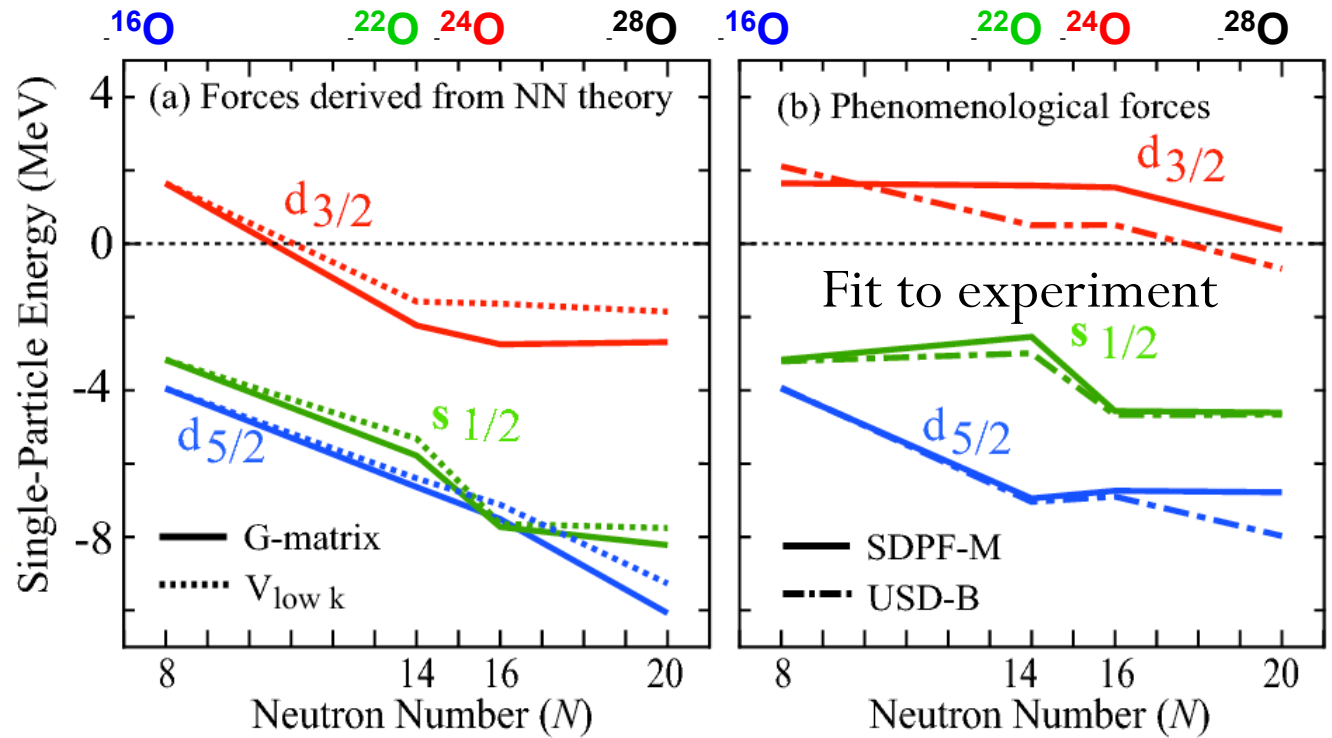 -16O -22O -24O -28O -16O -22O -24O -28O
(a) Forces derived from NN theory
(b) Phenomenological forces
Single-Particle Energy (MeV)
4
0
-4
-8
d3/2
s 1/2
d5/2
G-matrix
Vlow k
8 14 16 20
Neutron Number (N)
d3/2
Fit to experiment
s 1/2
d5/2
SDPF-M
USD-B
8 14 16 20
Neutron Number (N)